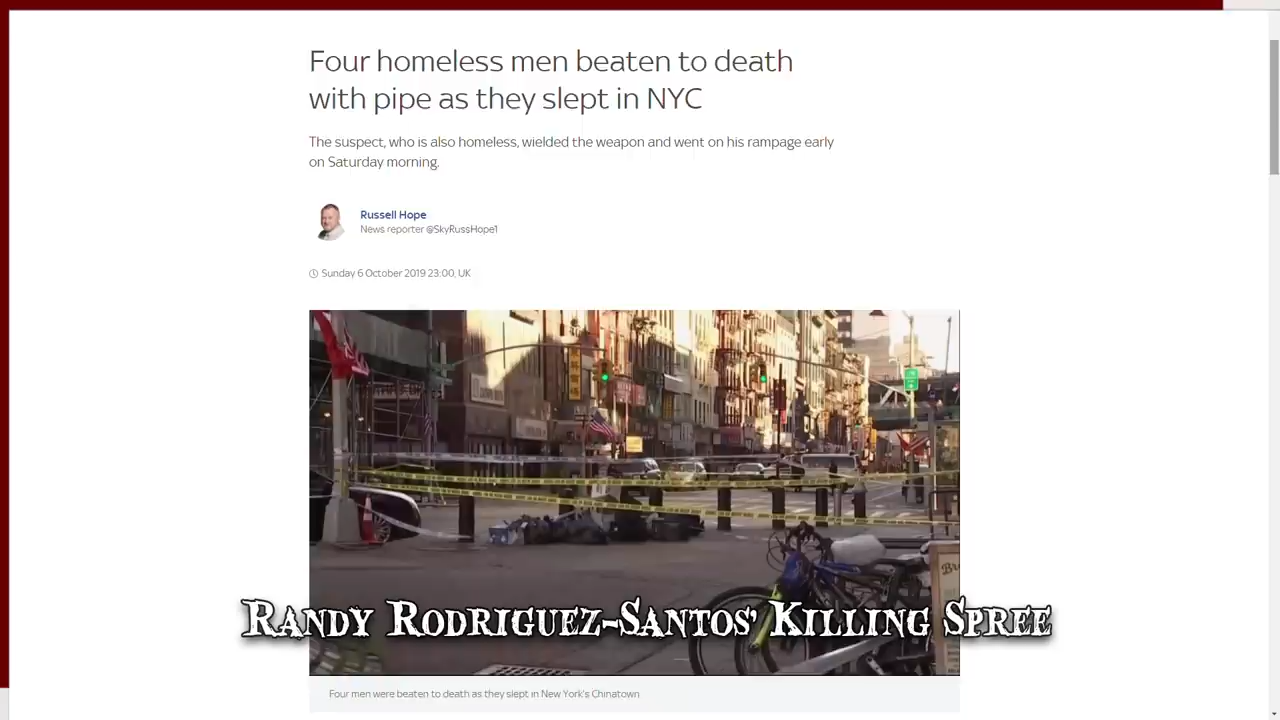 Four homeless men beaten to death
with pipe as they slept in NYC
The suspect, who is also homeless, wielded the weapon and went on his rampage early
on Saturday morning.
Russell Hope
News reporter @SkyRussHope1
Sunday 6 October 2019 23:00, UK
Randy Rodriguez-Santos' Killing Spree
Four men were beaten to death as they slept in New York's Chinatown